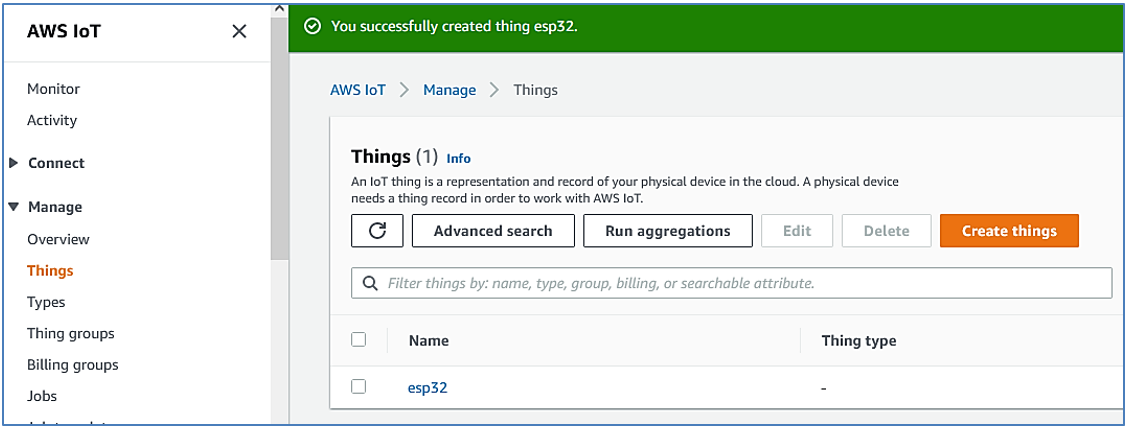 AWS IoT
Monitor
Activity
Connect
Manage
Overview
Things
Types
Thing groups
Billing groups
Jobs
You successfully created thing esp32.
AWS IoT > Manage > Things
Things (1) Info
An IoT thing is a representation and record of your physical device in the cloud. A physical device
needs a thing record in order to work with AWS IoT.
Advanced search Run aggregations Edit Delete Create things
Filter things by: name, type, group, billing, or searchable attribute.
Name Thing type
esp32 -